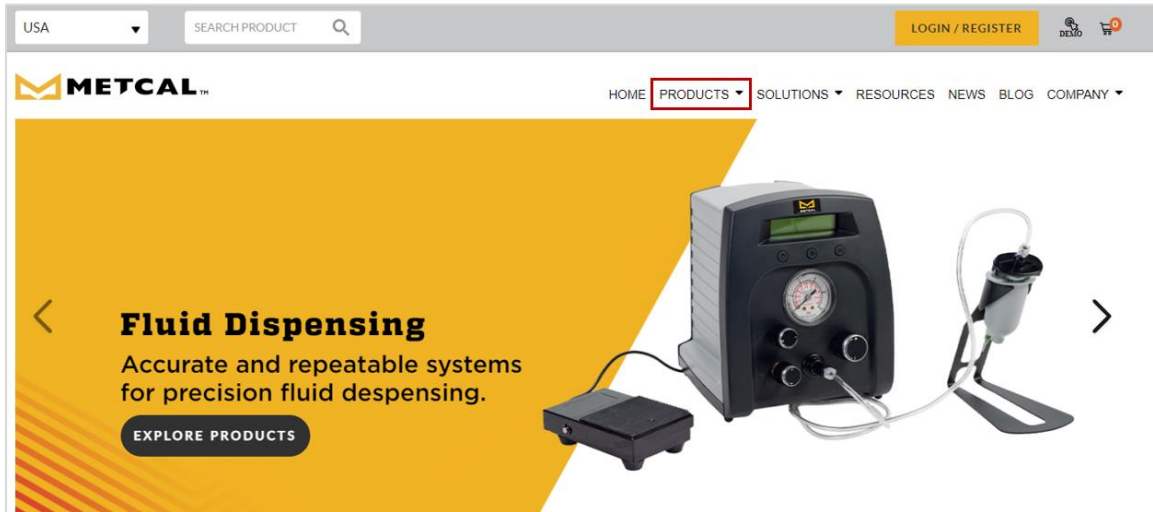 USA
SEARCH PRODUCT
LOGIN / REGISTER
DEMO
0
METCAL™
HOME PRODUCTS SOLUTIONS RESOURCES NEWS BLOG COMPANY
Fluid Dispensing
Accurate and repeatable systems
for precision fluid despensing.
EXPLORE PRODUCTS
METCAL